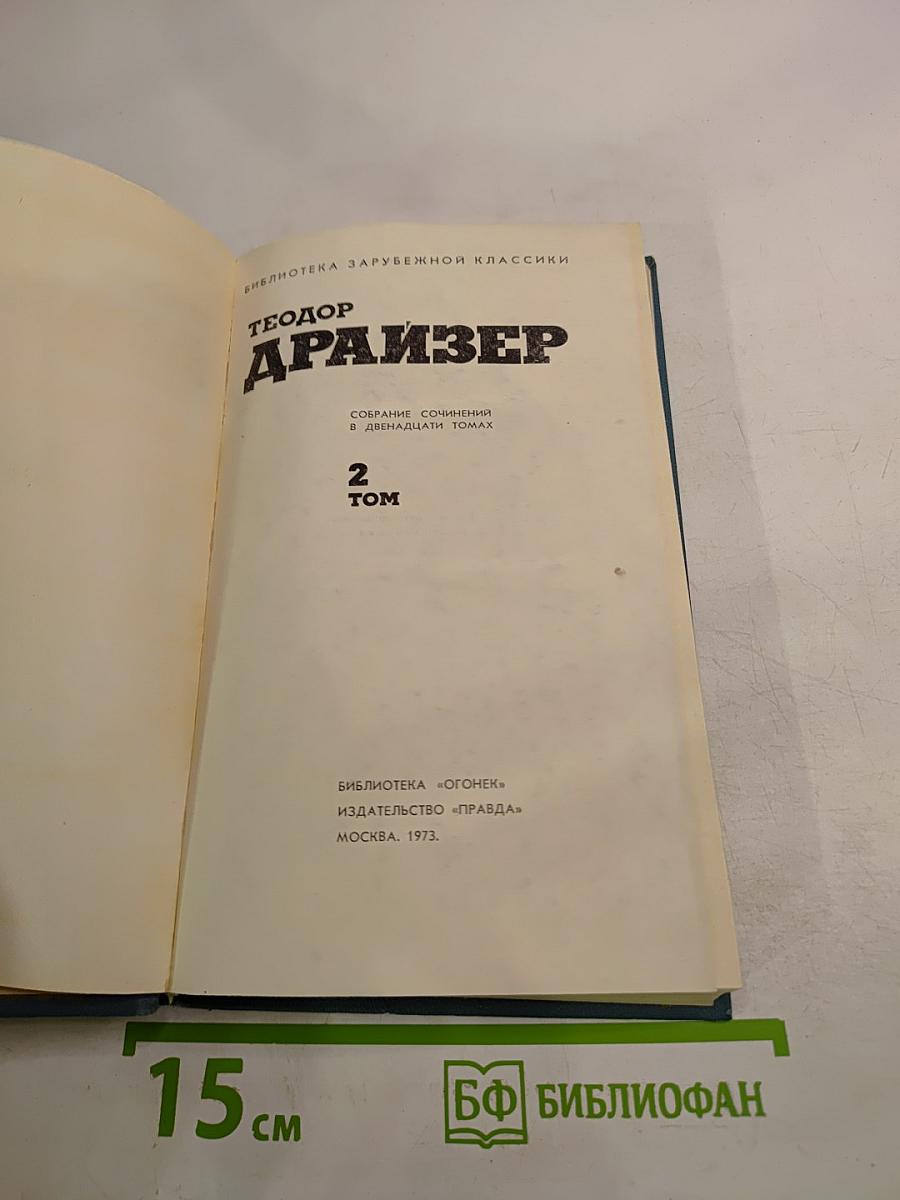 БИБЛИОТЕКА ЗАРУБЕЖНОЙ КЛАССИКИ
ТЕОДОР
ДРАЙЗЕР
СОБРАНИЕ СОЧИНЕНИЙ
В ДВЕНАДЦАТИ ТОМАХ
2
ТОМ
БИБЛИОТЕКА «ОГОНЕК»
ИЗДАТЕЛЬСТВО «ПРАВДА»
МОСКВА. 1973.
15 см
БФ БИБЛИОФАН